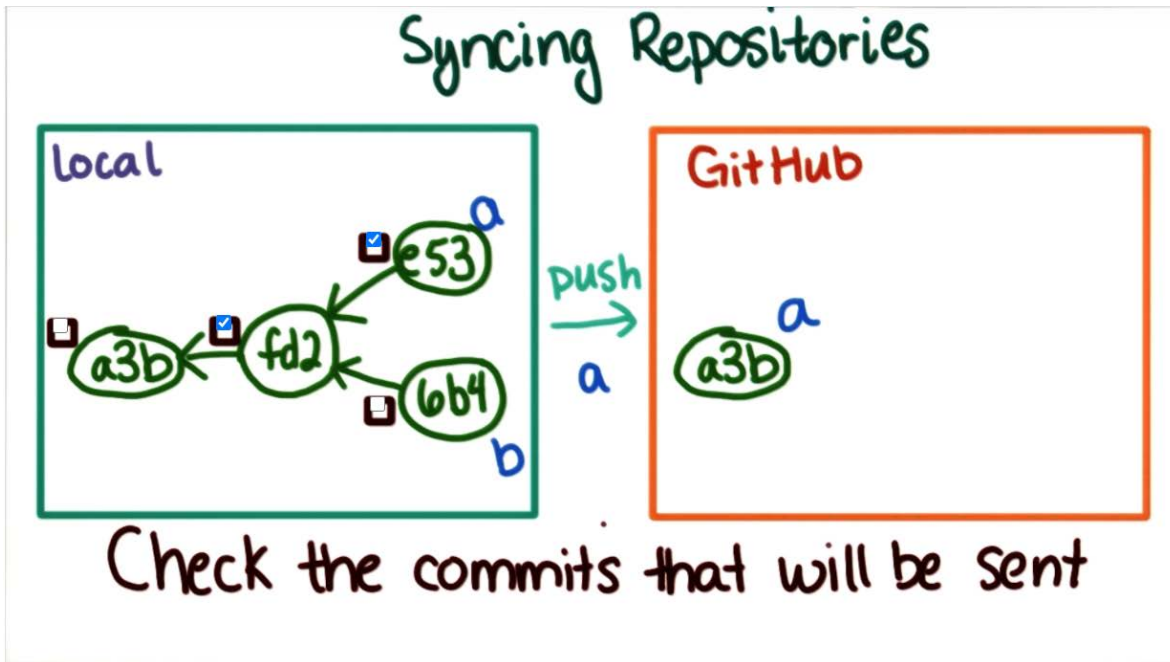 Syncing Repositories
local
GitHub
a
e53
push
a
a3b
fd2
a3b
a
6b4
b
Check the commits that will be sent